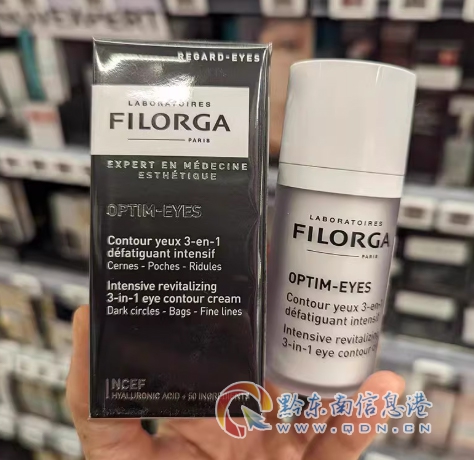 REGARD-EYES
LABORATOIRES
FILORGA
PARIS
EXPERT EN MÉDECINE
ESTHÉTIQUE
OPTIM-EYES
Contour yeux 3-en-1
défatiguant intensif
Cernes - Poches - Ridules
Intensive revitalizing
3-in-1 eye contour cream
Dark circles - Bags - Fine lines
NCEF
HYALURONIC ACID + 50 INGREDIENTS
LABORATOIRES
FILORGA
PARIS
OPTIM-EYES
Contour yeux 3-en-1
défatiguant intensif
Intensive revitalizing
3-in-1 eye contour
黔东南信息港
www.QDN.cn